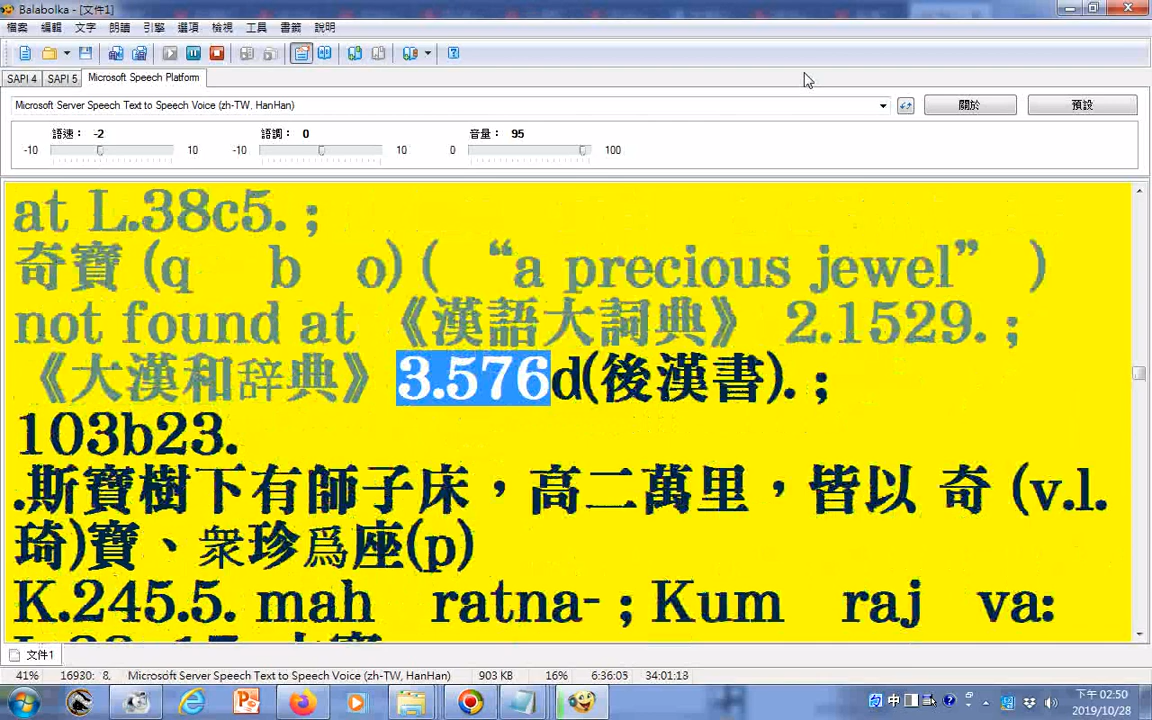 Balabolka - [文件1]
檔案 編輯 文字 朗讀 引擎 選項 檢視 工具 書籤 說明
SAPI 4 SAPI 5 Microsoft Speech Platform
Microsoft Server Speech Text to Speech Voice (zh-TW, HanHan) 關於 預設
語速： -2 語調： 0 音量： 95
-10 10 -10 10 0 100
at L.38c5. ;
奇寶 (q b o) ( “a precious jewel” )
not found at 《漢語大詞典》 2.1529. ;
《大漢和辞典》 3.576d(後漢書). ;
103b23.
.斯寶樹下有師子床，高二萬里，皆以 奇 (v.l.
琦)寶、衆珍爲座(p)
K.245.5. mah ratna- ; Kum raj va:
文件1
41% 16930: 8, Microsoft Server Speech Text to Speech Voice (zh-TW, HanHan) 903 KB 16% 6:36:05 34:01:13
中 下午 02:50
2019/10/28